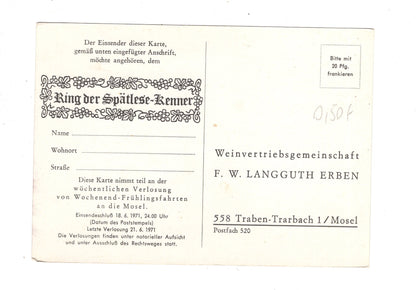 Der Einsender dieser Karte,
gemäß unten eingefügter Anschrift,
möchte angehören, dem
Ring der Spätlese-Kenner
Name
Wohnort
Straße
Diese Karte nimmt teil an der
wöchentlichen Verlosung
von Wochenend-Frühlingsfahrten
an die Mosel.
Einsendeschluß 18. 6. 1971, 24.00 Uhr
(Datum des Poststempels)
Letzte Verlosung 21. 6. 1971
Die Verlosungen finden unter notarieller Aufsicht
und unter Ausschluß des Rechtsweges statt.
Bitte mit
20 Pfg.
frankieren
0,50 €
Weinvertriebsgemeinschaft
F. W. LANGGUTH ERBEN
558 Traben-Trarbach 1/Mosel
Postfach 520